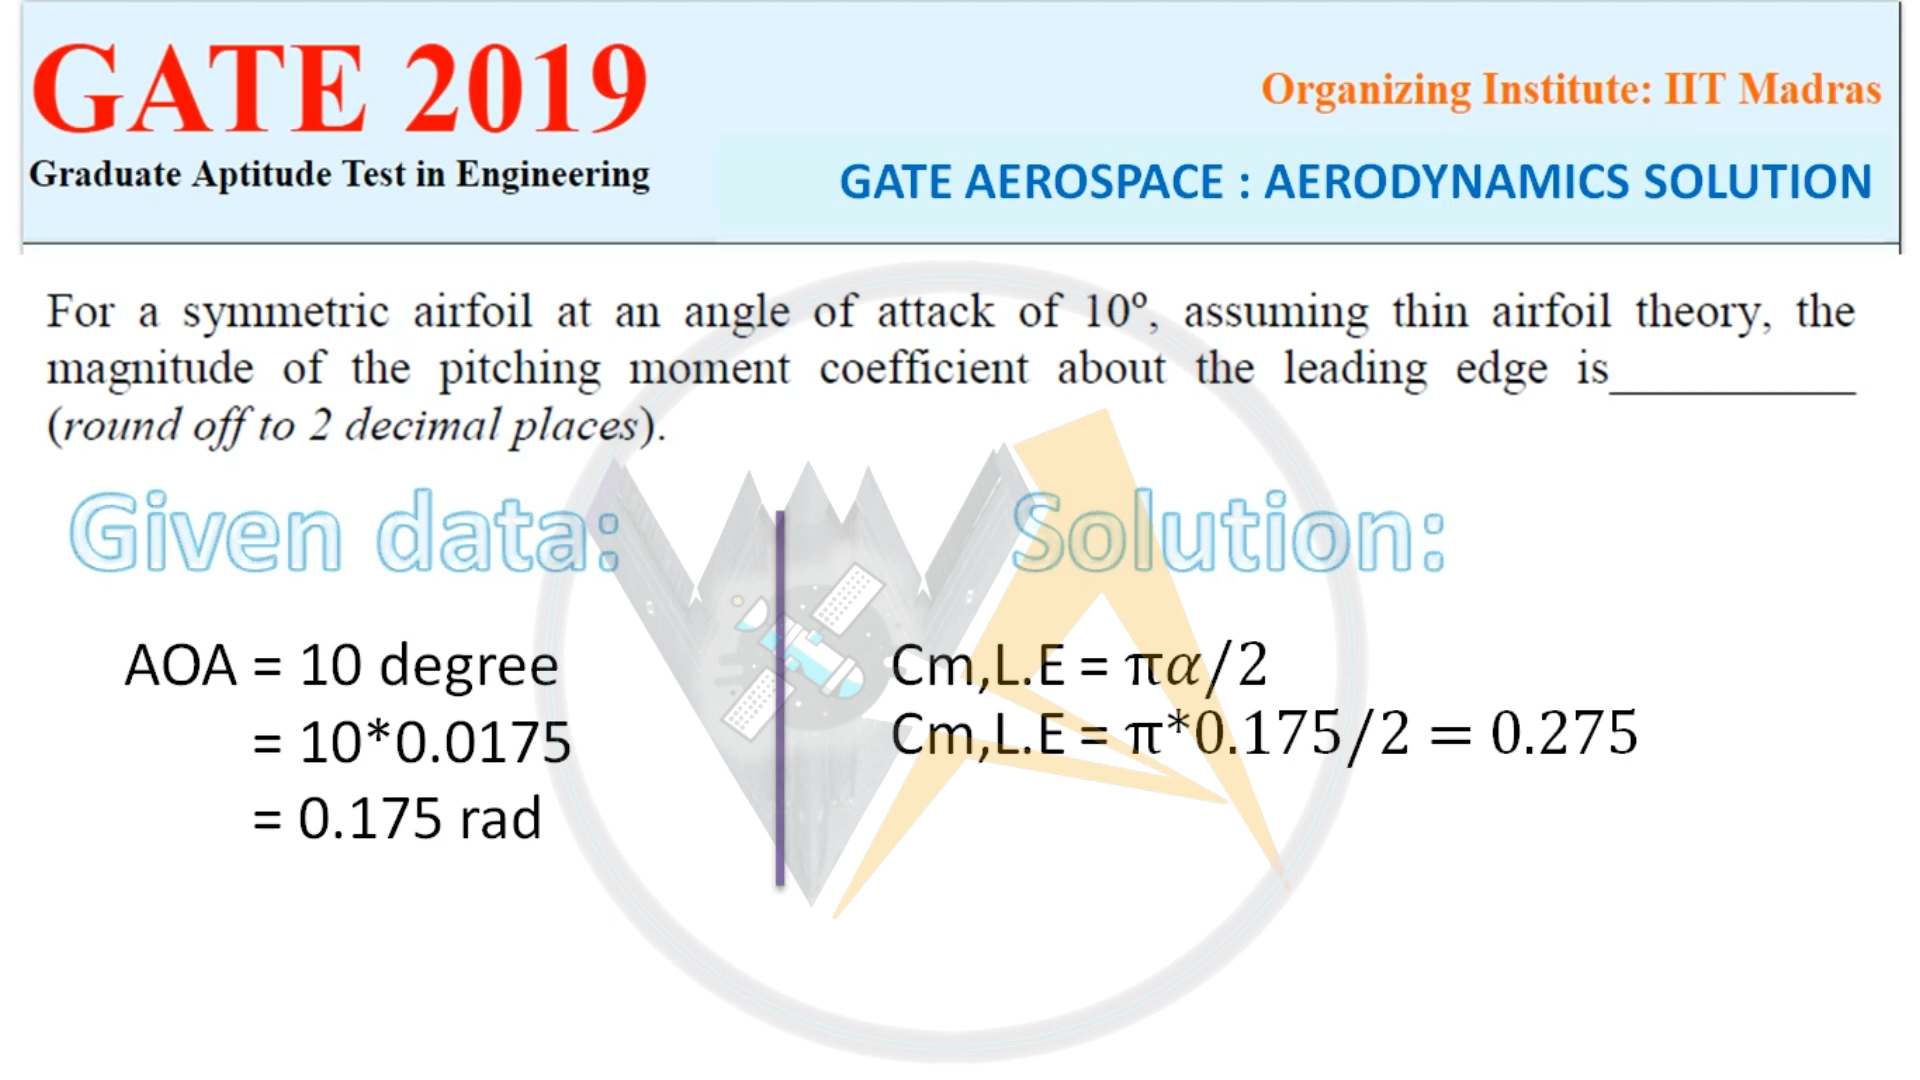 GATE 2019
Graduate Aptitude Test in Engineering
Organizing Institute: IIT Madras
GATE AEROSPACE : AERODYNAMICS SOLUTION
For a symmetric airfoil at an angle of attack of 10°, assuming thin airfoil theory, the
magnitude of the pitching moment coefficient about the leading edge is__________
(round off to 2 decimal places).
Given data:
AOA = 10 degree
= 10*0.0175
= 0.175 rad
Solution:
Cm,L.E = πα/2
Cm,L.E = π*0.175/2 = 0.275